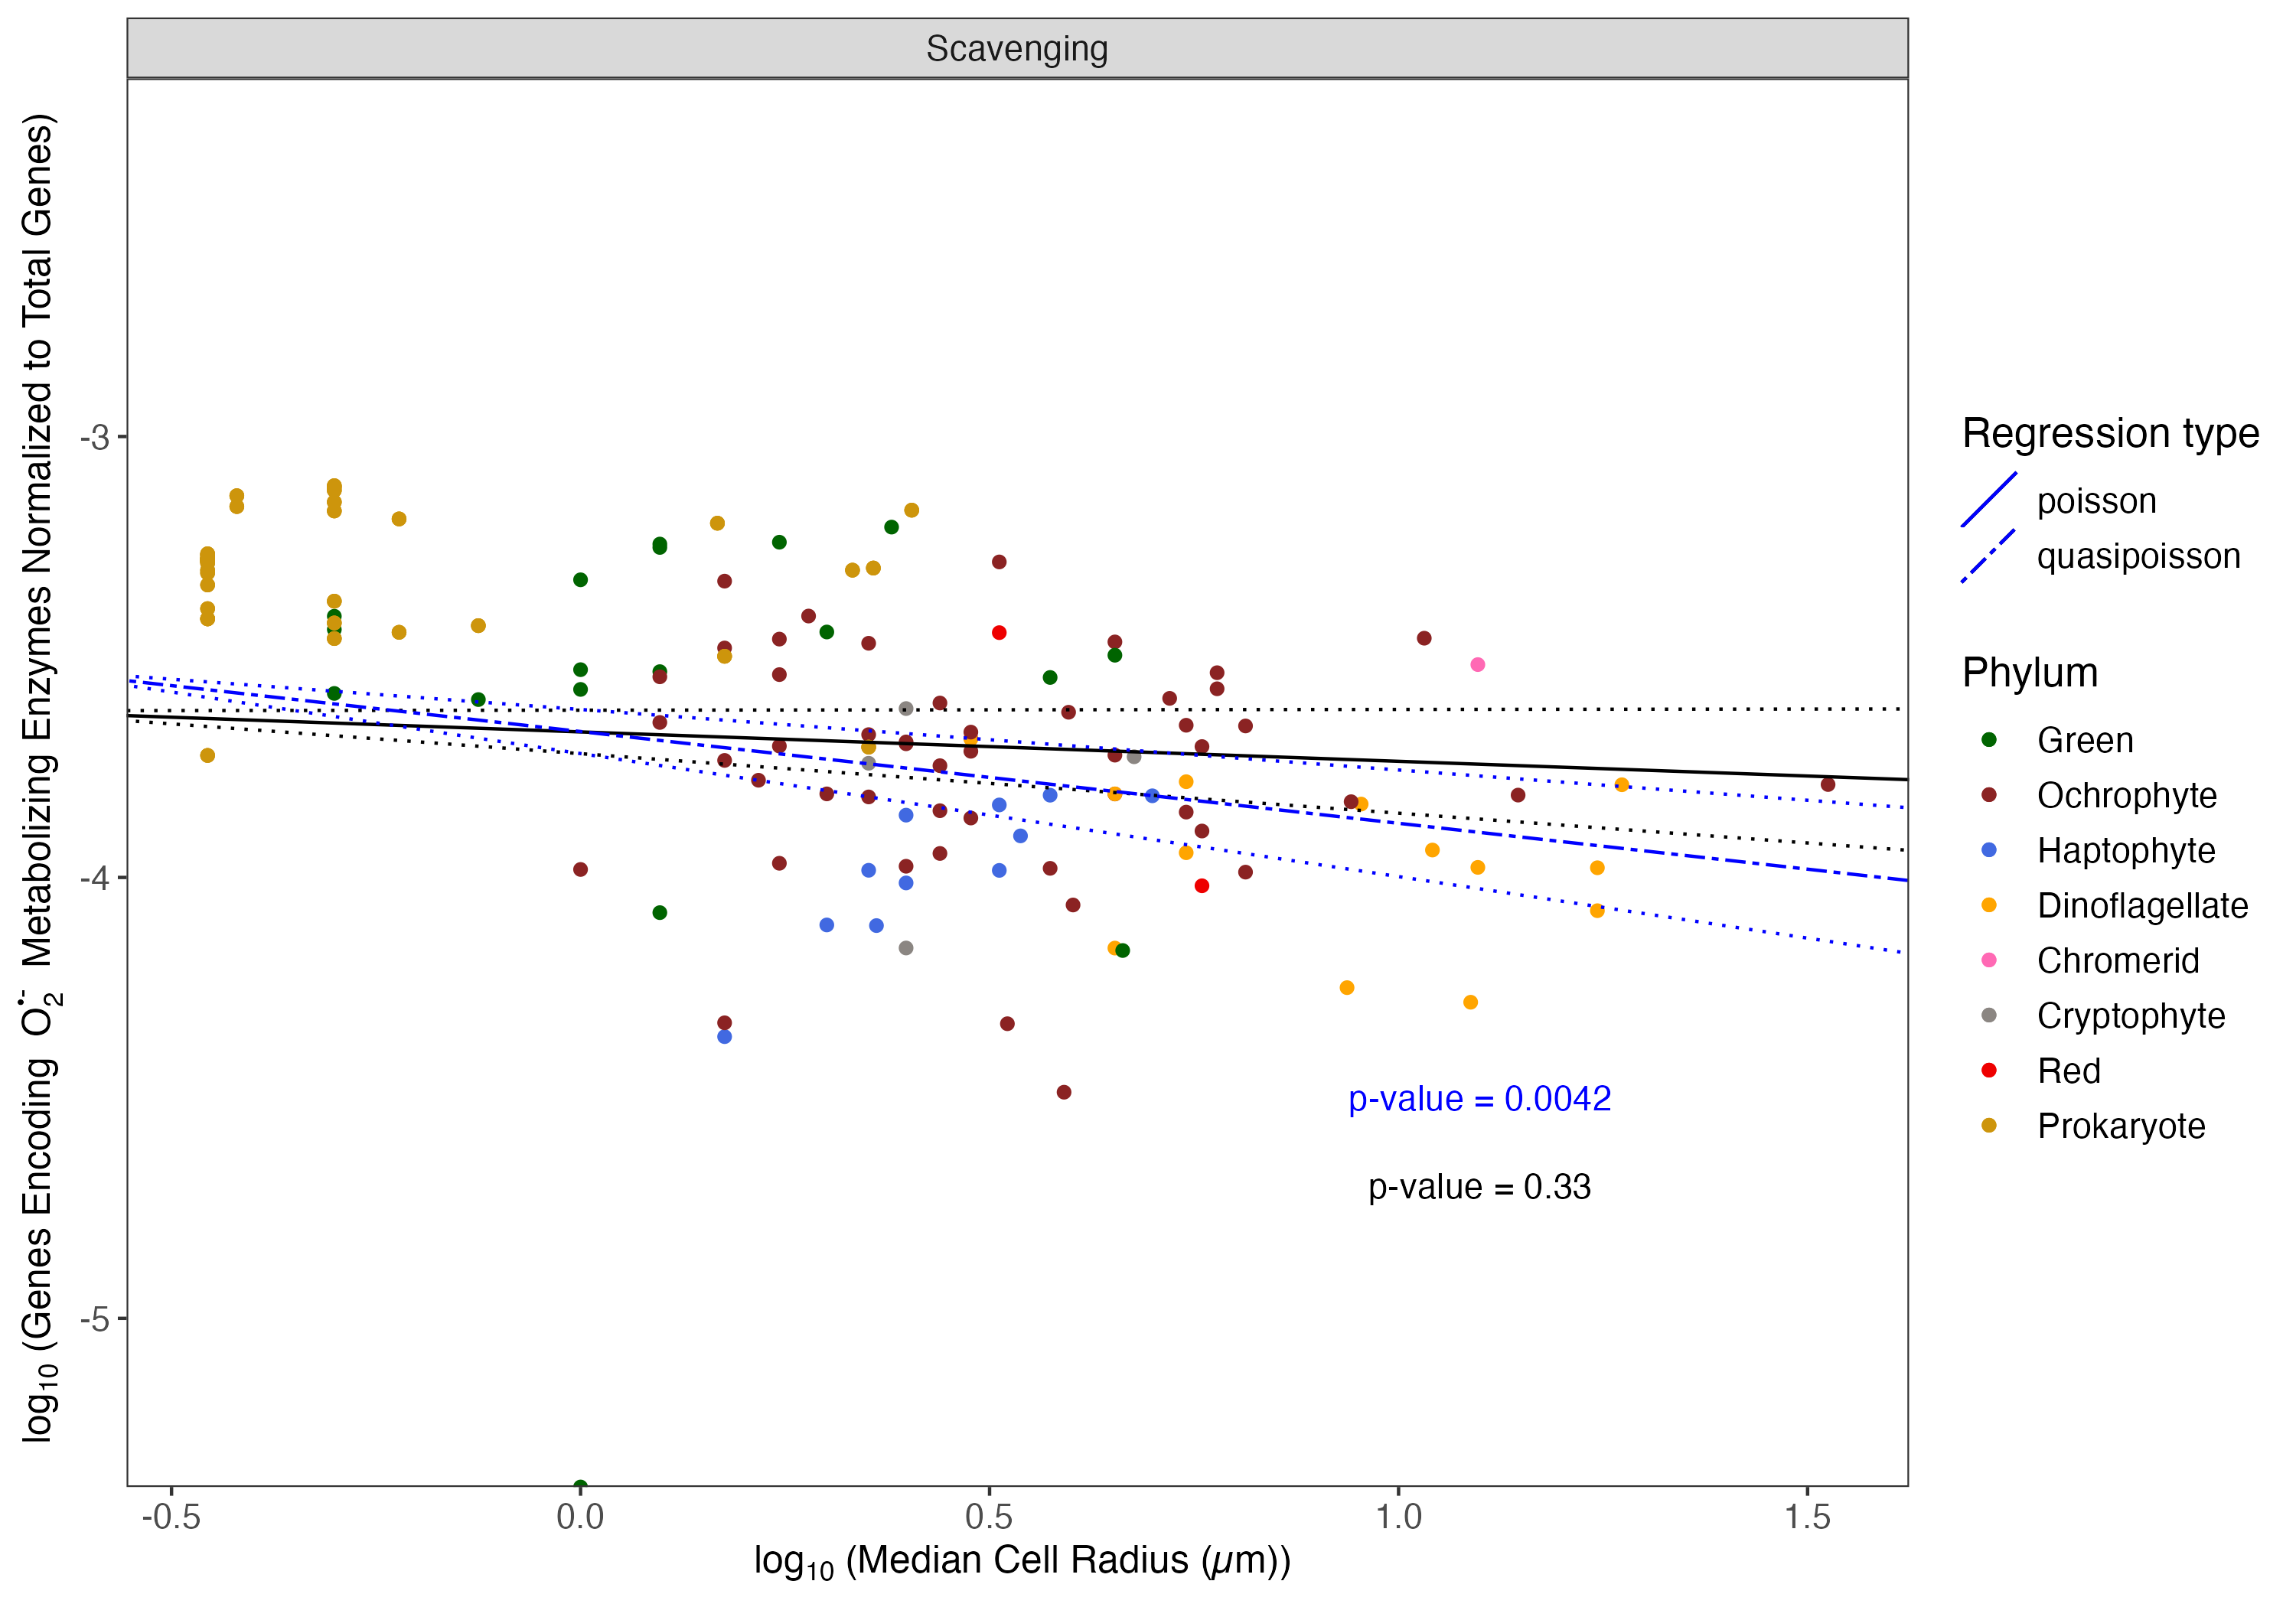 Scavenging
log₁₀ (Genes Encoding O₂•⁻ Metabolizing Enzymes Normalized to Total Genes)
-3
-4
-5
p-value = 0.0042
p-value = 0.33
-0.5 0.0 0.5 1.0 1.5
log₁₀ (Median Cell Radius (µm))
Regression type
poisson
quasipoisson
Phylum
Green
Ochrophyte
Haptophyte
Dinoflagellate
Chromerid
Cryptophyte
Red
Prokaryote